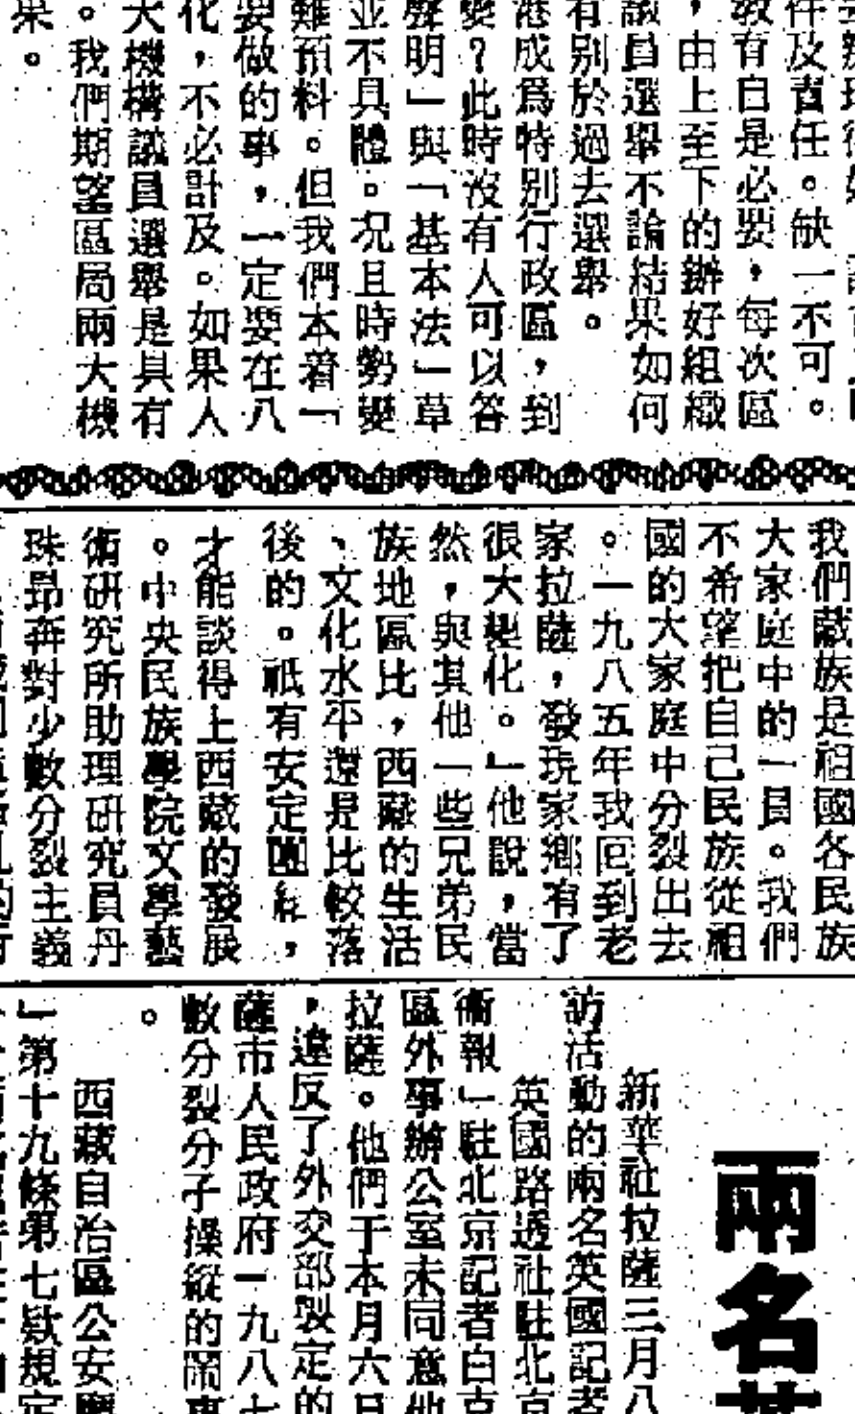 件及責任。缺一不可。
教有自是必要，每次區
，由上至下的辦好組織
議員選舉不論結果如何
有別於過去選舉。
港成爲特別行政區，到
變？此時沒有人可以答
聲明」與「基本法」草
並不具體。况且時勢變
難預料。但我們本着「
要做的事，一定要在八
化，不必計及。如果人
大機構議員選舉是具有
。我們期望區局兩大機
果。
我們藏族是祖國各民族
大家庭中的一員。我們
不希望把自己民族從祖
國的大家庭中分裂出去
。一九八五年我回到老
家拉薩，發現家鄉有了
很大變化。」他說，當
然，與其他一些兄弟民
族地區比，西藏的生活
、文化水平還是比較落
後的。祇有安定團結，
才能談得上西藏的發展
。中央民族學院文學藝
術研究所助理研究員丹
珠昂奔對少數分裂主義
兩名英
新華社拉薩三月八
訪活動的兩名英國記者
英國路透社駐北京
衛報」駐北京記者白克
區外事辦公室未同意他
拉薩。他們于本月六日
，違反了外交部製定的
薩市人民政府一九八七
數分裂分子操縱的鬧事
。
西藏自治區公安廳
」第十九條第七款規定